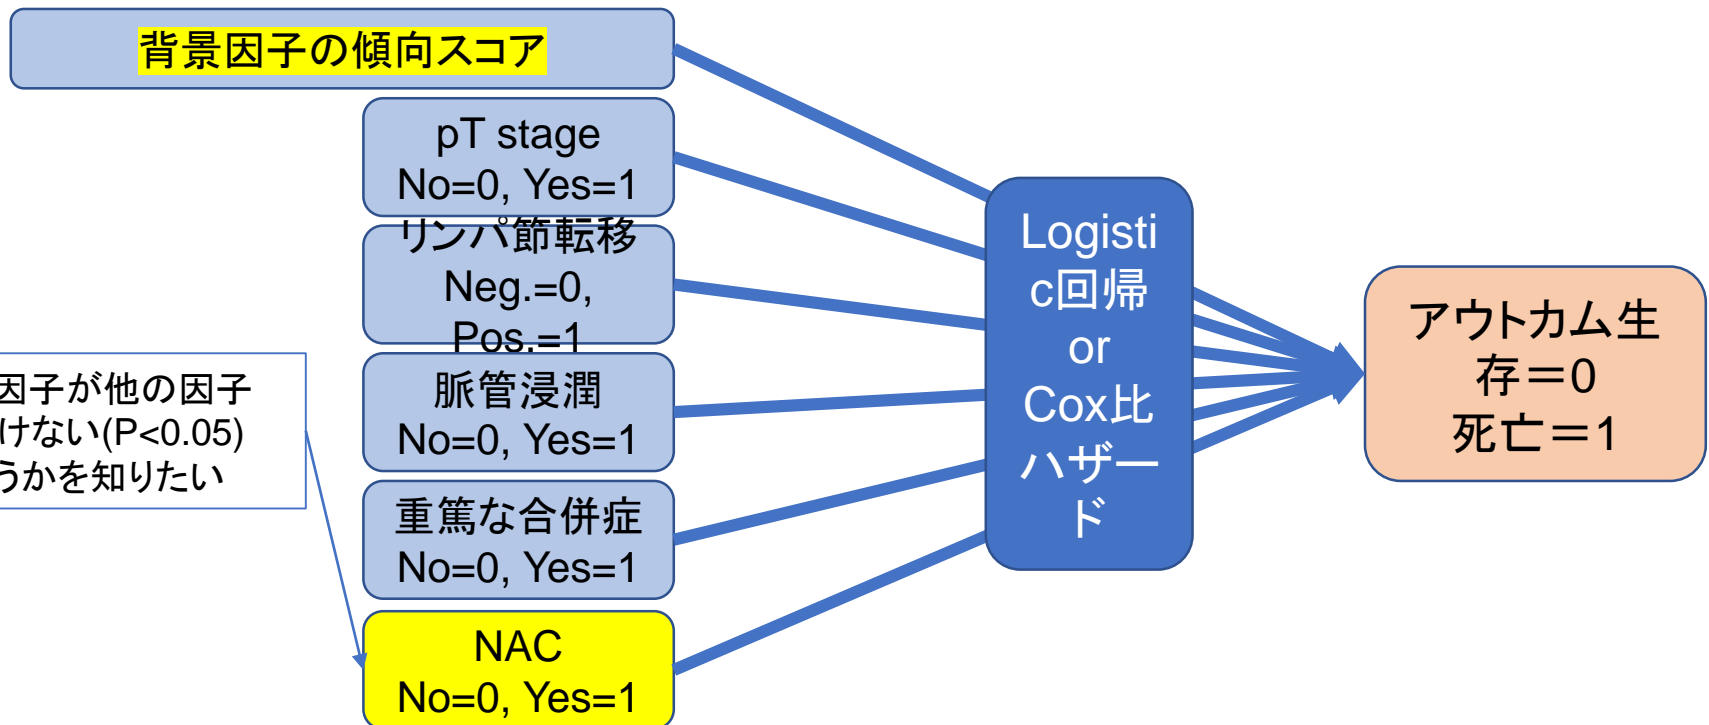 背景因子の傾向スコア
pT stage
No=0, Yes=1
リンパ節転移
Neg.=0,
Pos.=1
脈管浸潤
No=0, Yes=1
重篤な合併症
No=0, Yes=1
NAC
No=0, Yes=1
因子が他の因子
けない(P<0.05)
うかを知りたい
Logisti
c回帰
or
Cox比
ハザー
ド
アウトカム生
存＝0
死亡＝1